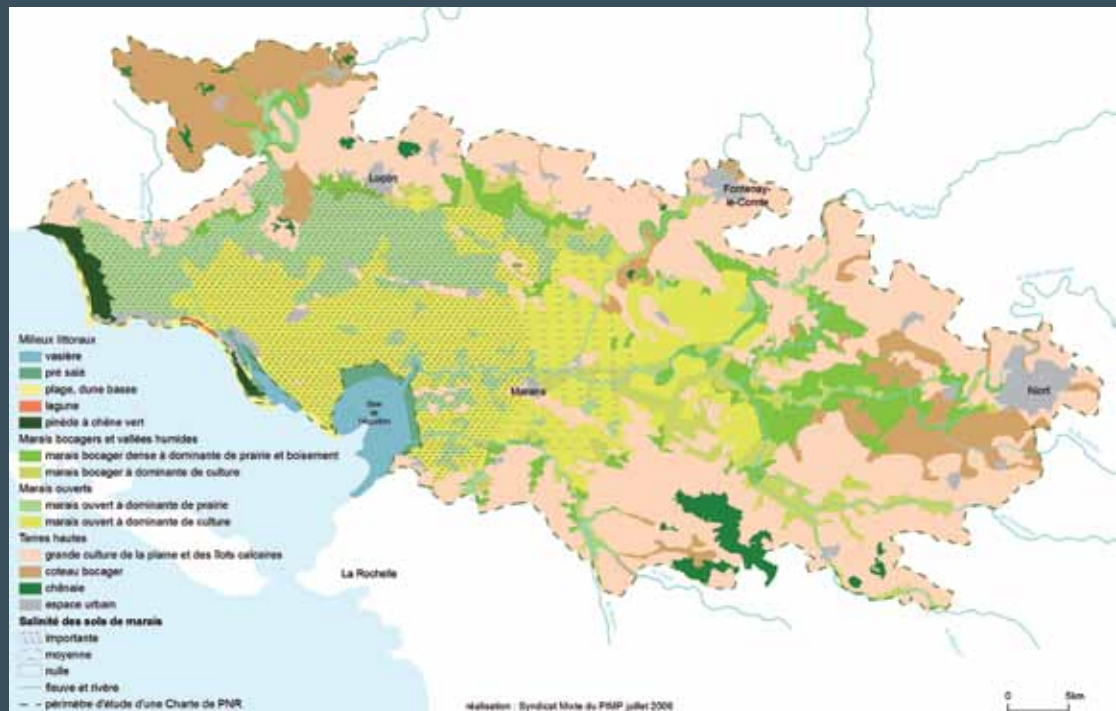 Luçon
Fontenay-
le-Comte
Niort
Marans
La Rochelle
Milieux littoraux
vasière
pré salé
plage, dune basse
lagune
pinède à chêne vert
Marais bocagers et vallées humides
marais bocager dense à dominante de prairie et boisement
marais bocager à dominante de culture
Marais ouverts
marais ouvert à dominante de prairie
marais ouvert à dominante de culture
Terres hautes
grande culture de la plaine et des îlots calcaires
coteau bocager
chênaie
espace urbain
Salinité des sols de marais
importante
moyenne
nulle
fleuve et rivière
périmètre d'étude d'une Charte de PNR
réalisation : Syndicat Mixte du PIMP juillet 2006
0 5km